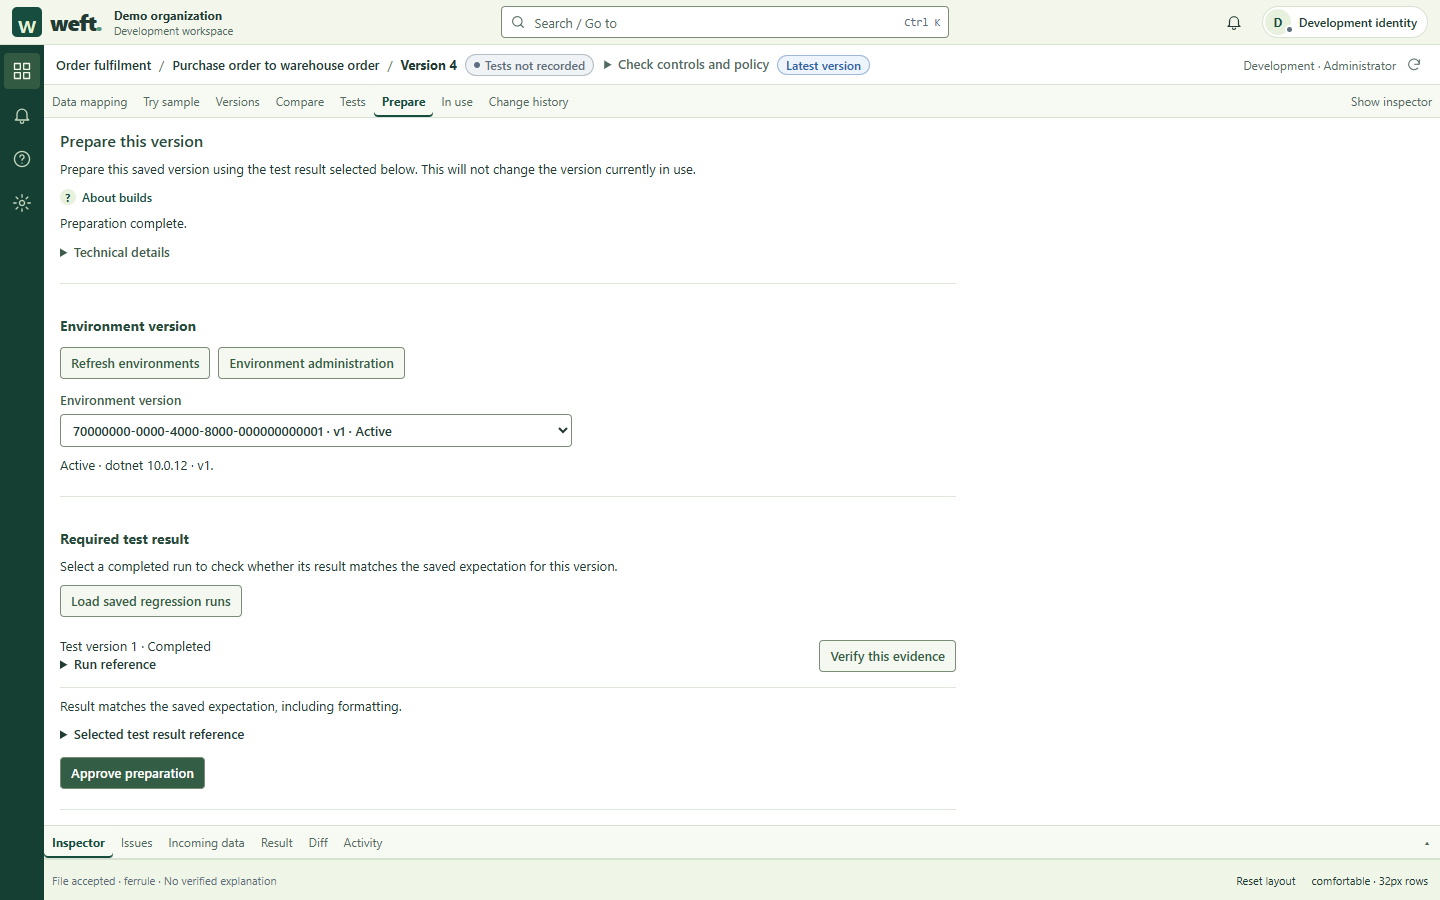 w weft.
Demo organization
Development workspace
Search / Go to
Ctrl K
D Development identity
Order fulfilment / Purchase order to warehouse order / Version 4
Tests not recorded
Check controls and policy
Latest version
Development · Administrator
Data mapping
Try sample
Versions
Compare
Tests
Prepare
In use
Change history
Show inspector
Prepare this version
Prepare this saved version using the test result selected below. This will not change the version currently in use.
? About builds
Preparation complete.
Technical details
Environment version
Refresh environments
Environment administration
Environment version
70000000-0000-4000-8000-000000000001 · v1 · Active
Active · dotnet 10.0.12 · v1.
Required test result
Select a completed run to check whether its result matches the saved expectation for this version.
Load saved regression runs
Test version 1 · Completed
Run reference
Verify this evidence
Result matches the saved expectation, including formatting.
Selected test result reference
Approve preparation
Inspector
Issues
Incoming data
Result
Diff
Activity
File accepted · ferrule · No verified explanation
Reset layout
comfortable · 32px rows